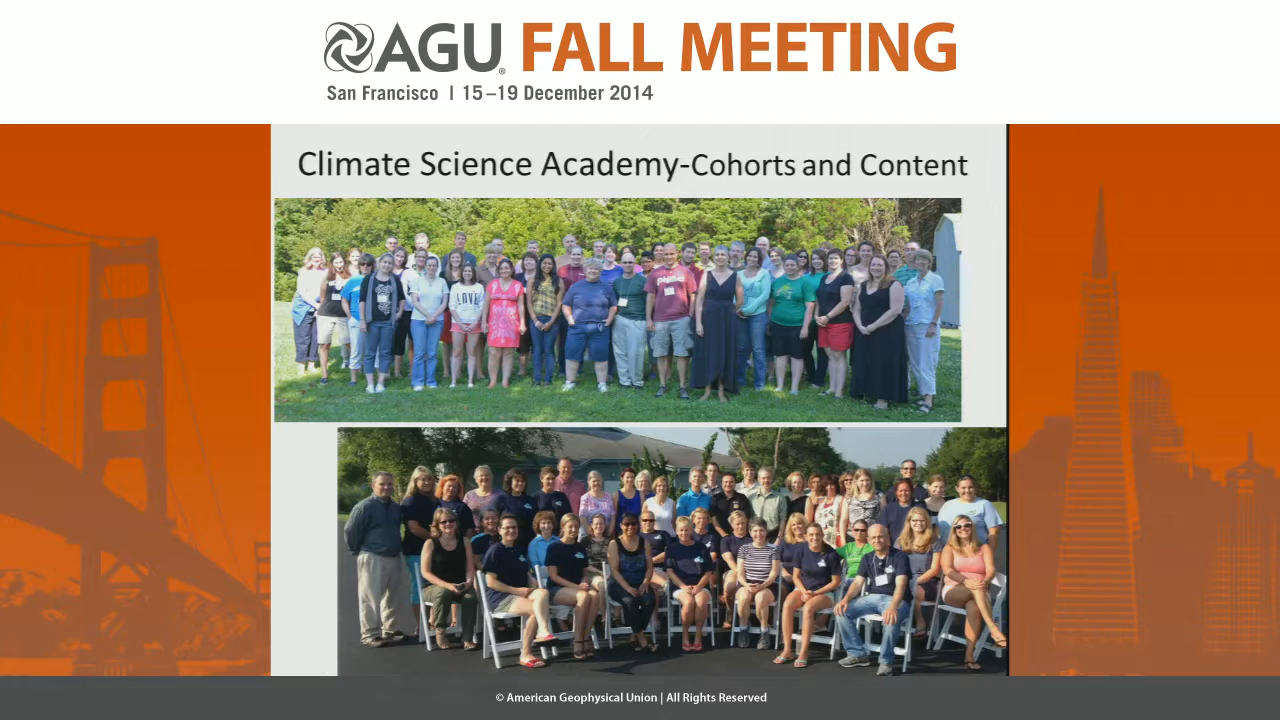 AGU® FALL MEETING
San Francisco | 15–19 December 2014
Climate Science Academy-Cohorts and Content
LOVE
© American Geophysical Union | All Rights Reserved